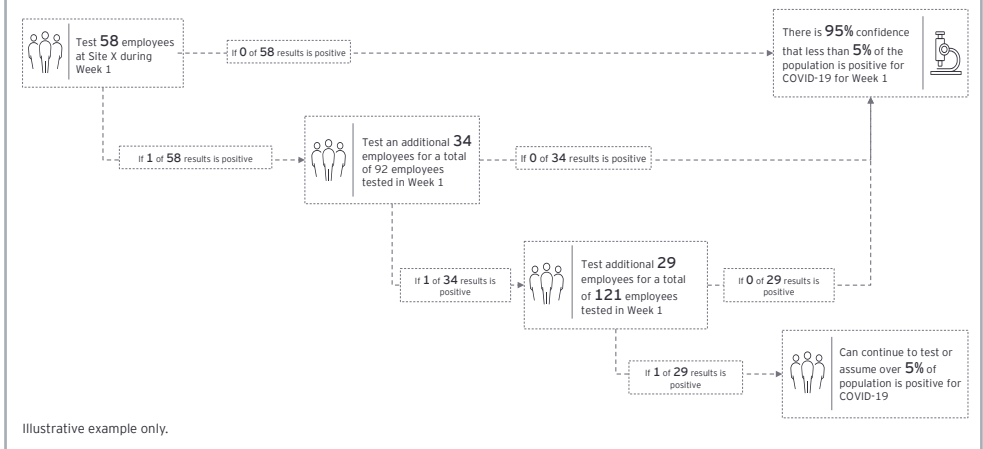 Test 58 employees
at Site X during
Week 1
If 0 of 58 results is positive
There is 95% confidence
that less than 5% of the
population is positive for
COVID-19 for Week 1
If 1 of 58 results is positive
Test an additional 34
employees for a total
of 92 employees
tested in Week 1
If 0 of 34 results is positive
If 1 of 34 results is
positive
Test additional 29
employees for a total
of 121 employees
tested in Week 1
If 0 of 29 results is
positive
If 1 of 29 results is
positive
Can continue to test or
assume over 5% of
population is positive for
COVID-19
Illustrative example only.